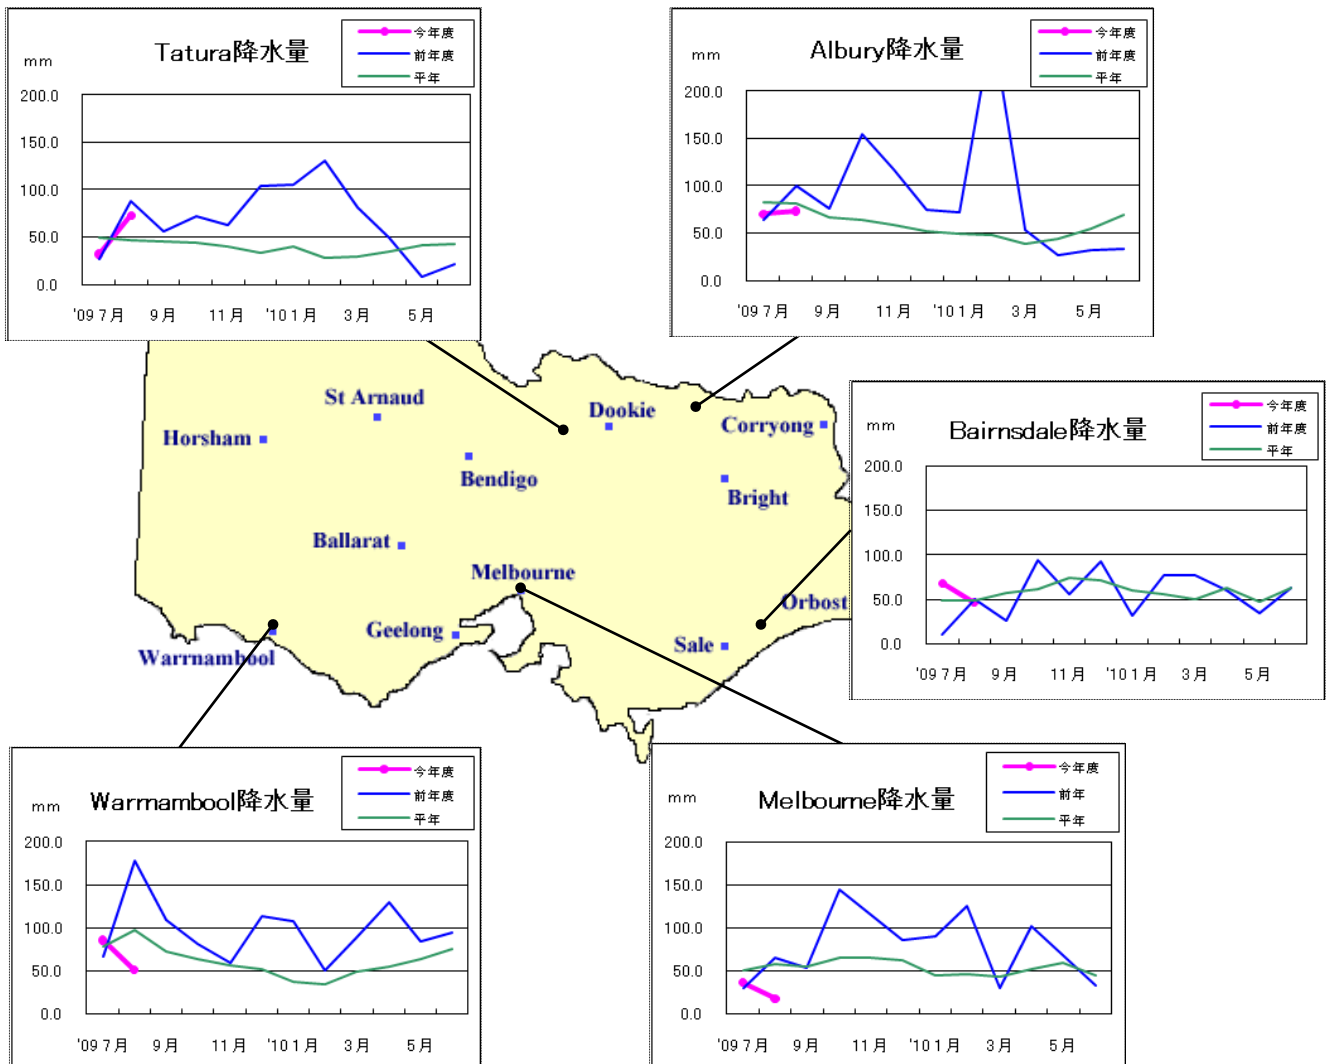 Tatura降水量
今年度
前年度
平年
mm
200.0
150.0
100.0
50.0
0.0
'09 7月 9月 11月 '10 1月 3月 5月
Albury降水量
今年度
前年度
平年
mm
200.0
150.0
100.0
50.0
0.0
'09 7月 9月 11月 '10 1月 3月 5月
St Arnaud
Dookie
Horsham
Corryong
Bendigo
Bright
Ballarat
Melbourne
Orbost
Geelong
Sale
Warrnambool
Bairnsdale降水量
今年度
前年度
平年
mm
200.0
150.0
100.0
50.0
0.0
'09 7月 9月 11月 '10 1月 3月 5月
Warrnambool降水量
今年度
前年度
平年
mm
200.0
150.0
100.0
50.0
0.0
'09 7月 9月 11月 '10 1月 3月 5月
Melbourne降水量
今年度
前年
平年
mm
200.0
150.0
100.0
50.0
0.0
'09 7月 9月 11月 '10 1月 3月 5月